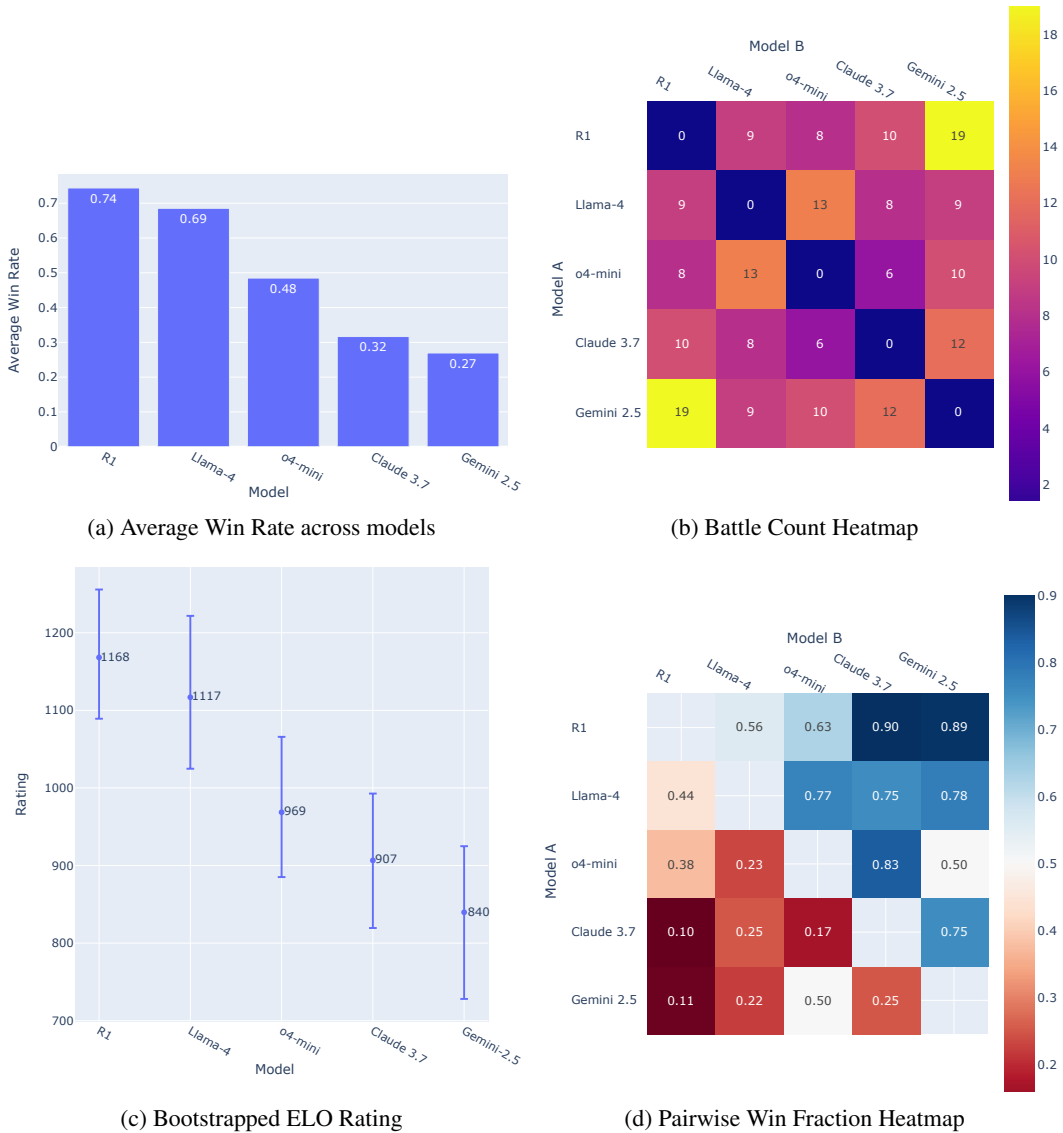 0.7
0.6
0.5
0.4
0.3
0.2
0.1
0
Average Win Rate
0.74
0.69
0.48
0.32
0.27
R1
Llama-4
o4-mini
Claude 3.7
Gemini 2.5
Model
(a) Average Win Rate across models
Model B
R1
Llama-4
o4-mini
Claude 3.7
Gemini 2.5
Model A
R1 0 9 8 10 19
Llama-4 9 0 13 8 9
o4-mini 8 13 0 6 10
Claude 3.7 10 8 6 0 12
Gemini 2.5 19 9 10 12 0
18
16
14
12
10
8
6
4
2
(b) Battle Count Heatmap
1200
1100
1000
900
800
700
Rating
1168
1117
969
907
840
R1
Llama-4
o4-mini
Claude 3.7
Gemini-2.5
Model
(c) Bootstrapped ELO Rating
Model B
R1
Llama-4
o4-mini
Claude 3.7
Gemini 2.5
Model A
R1 0.56 0.63 0.90 0.89
Llama-4 0.44 0.77 0.75 0.78
o4-mini 0.38 0.23 0.83 0.50
Claude 3.7 0.10 0.25 0.17 0.75
Gemini 2.5 0.11 0.22 0.50 0.25
0.9
0.8
0.7
0.6
0.5
0.4
0.3
0.2
(d) Pairwise Win Fraction Heatmap